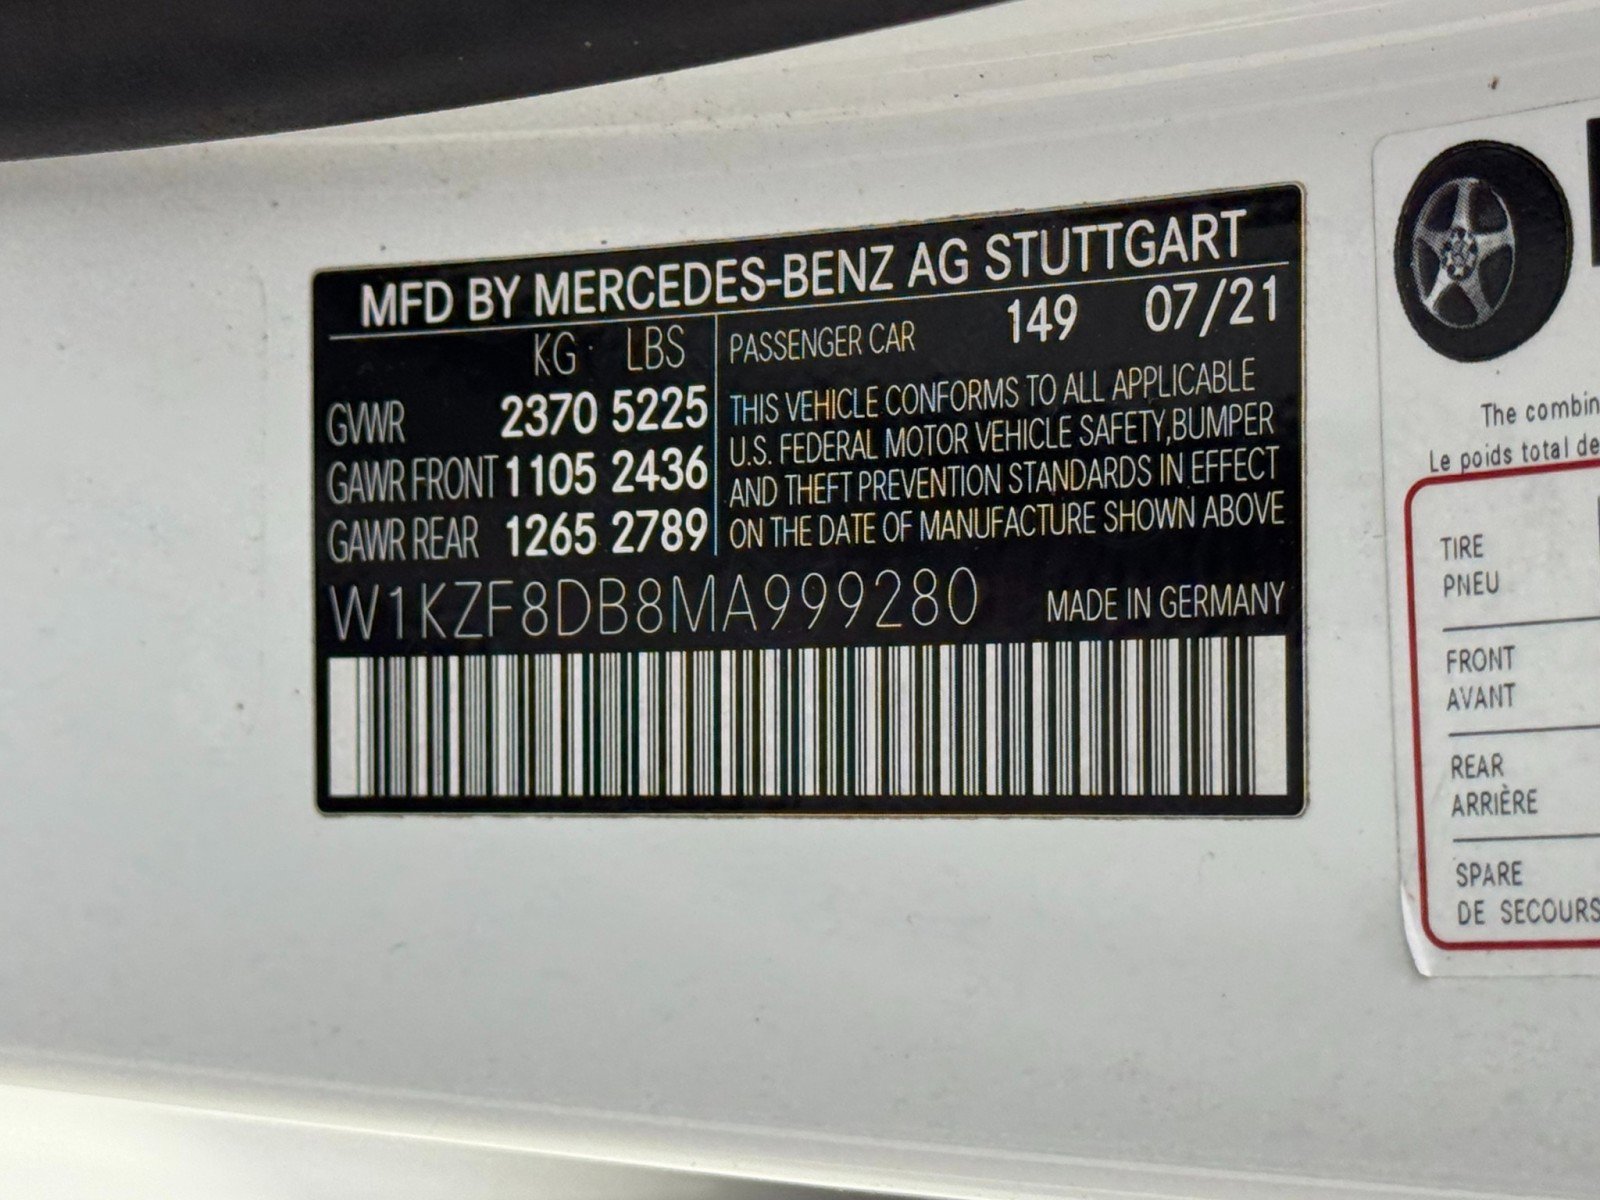 MFD BY MERCEDES-BENZ AG STUTTGART
KG LBS
GVWR 2370 5225
GAWR FRONT 1105 2436
GAWR REAR 1265 2789
PASSENGER CAR 149 07/21
THIS VEHICLE CONFORMS TO ALL APPLICABLE
U.S. FEDERAL MOTOR VEHICLE SAFETY,BUMPER
AND THEFT PREVENTION STANDARDS IN EFFECT
ON THE DATE OF MANUFACTURE SHOWN ABOVE
W1KZF8DB8MA999280 MADE IN GERMANY
The
Le poids total de
TIRE
PNEU
FRONT
AVANT
REAR
ARRIÈRE
SPARE
DE SECOURS